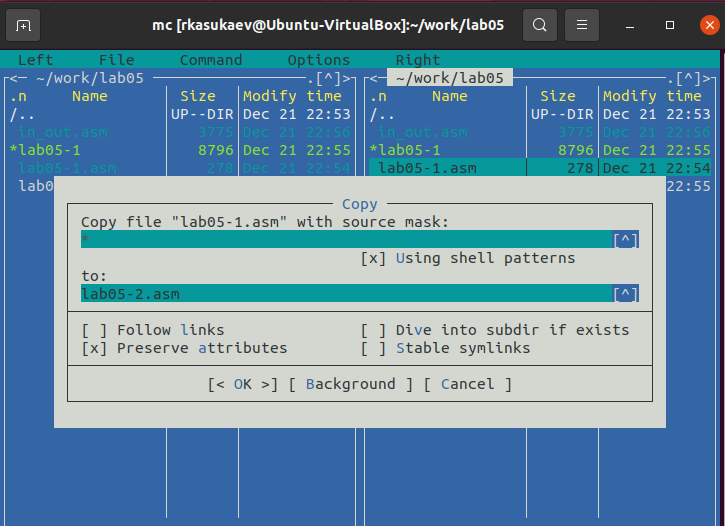 mc [rkasukaev@Ubuntu-VirtualBox]:~/work/lab05
Left File Command Options Right
<─ ~/work/lab05 .[^]> <─ ~/work/lab05 .[^]>
.n Name Size Modify time .n Name Size Modify time
/.. UP--DIR Dec 21 22:53 /.. UP--DIR Dec 21 22:53
in_out.asm 3775 Dec 21 22:56 in_out.asm 3775 Dec 21 22:56
*lab05-1 8796 Dec 21 22:55 *lab05-1 8796 Dec 21 22:55
lab05-1.asm 278 Dec 21 22:54 lab05-1.asm 278 Dec 21 22:54
lab0 22:55
Copy
Copy file "lab05-1.asm" with source mask:
* [^]
[x] Using shell patterns
to:
lab05-2.asm [^]
[ ] Follow links [ ] Dive into subdir if exists
[x] Preserve attributes [ ] Stable symlinks
[< OK >] [ Background ] [ Cancel ]